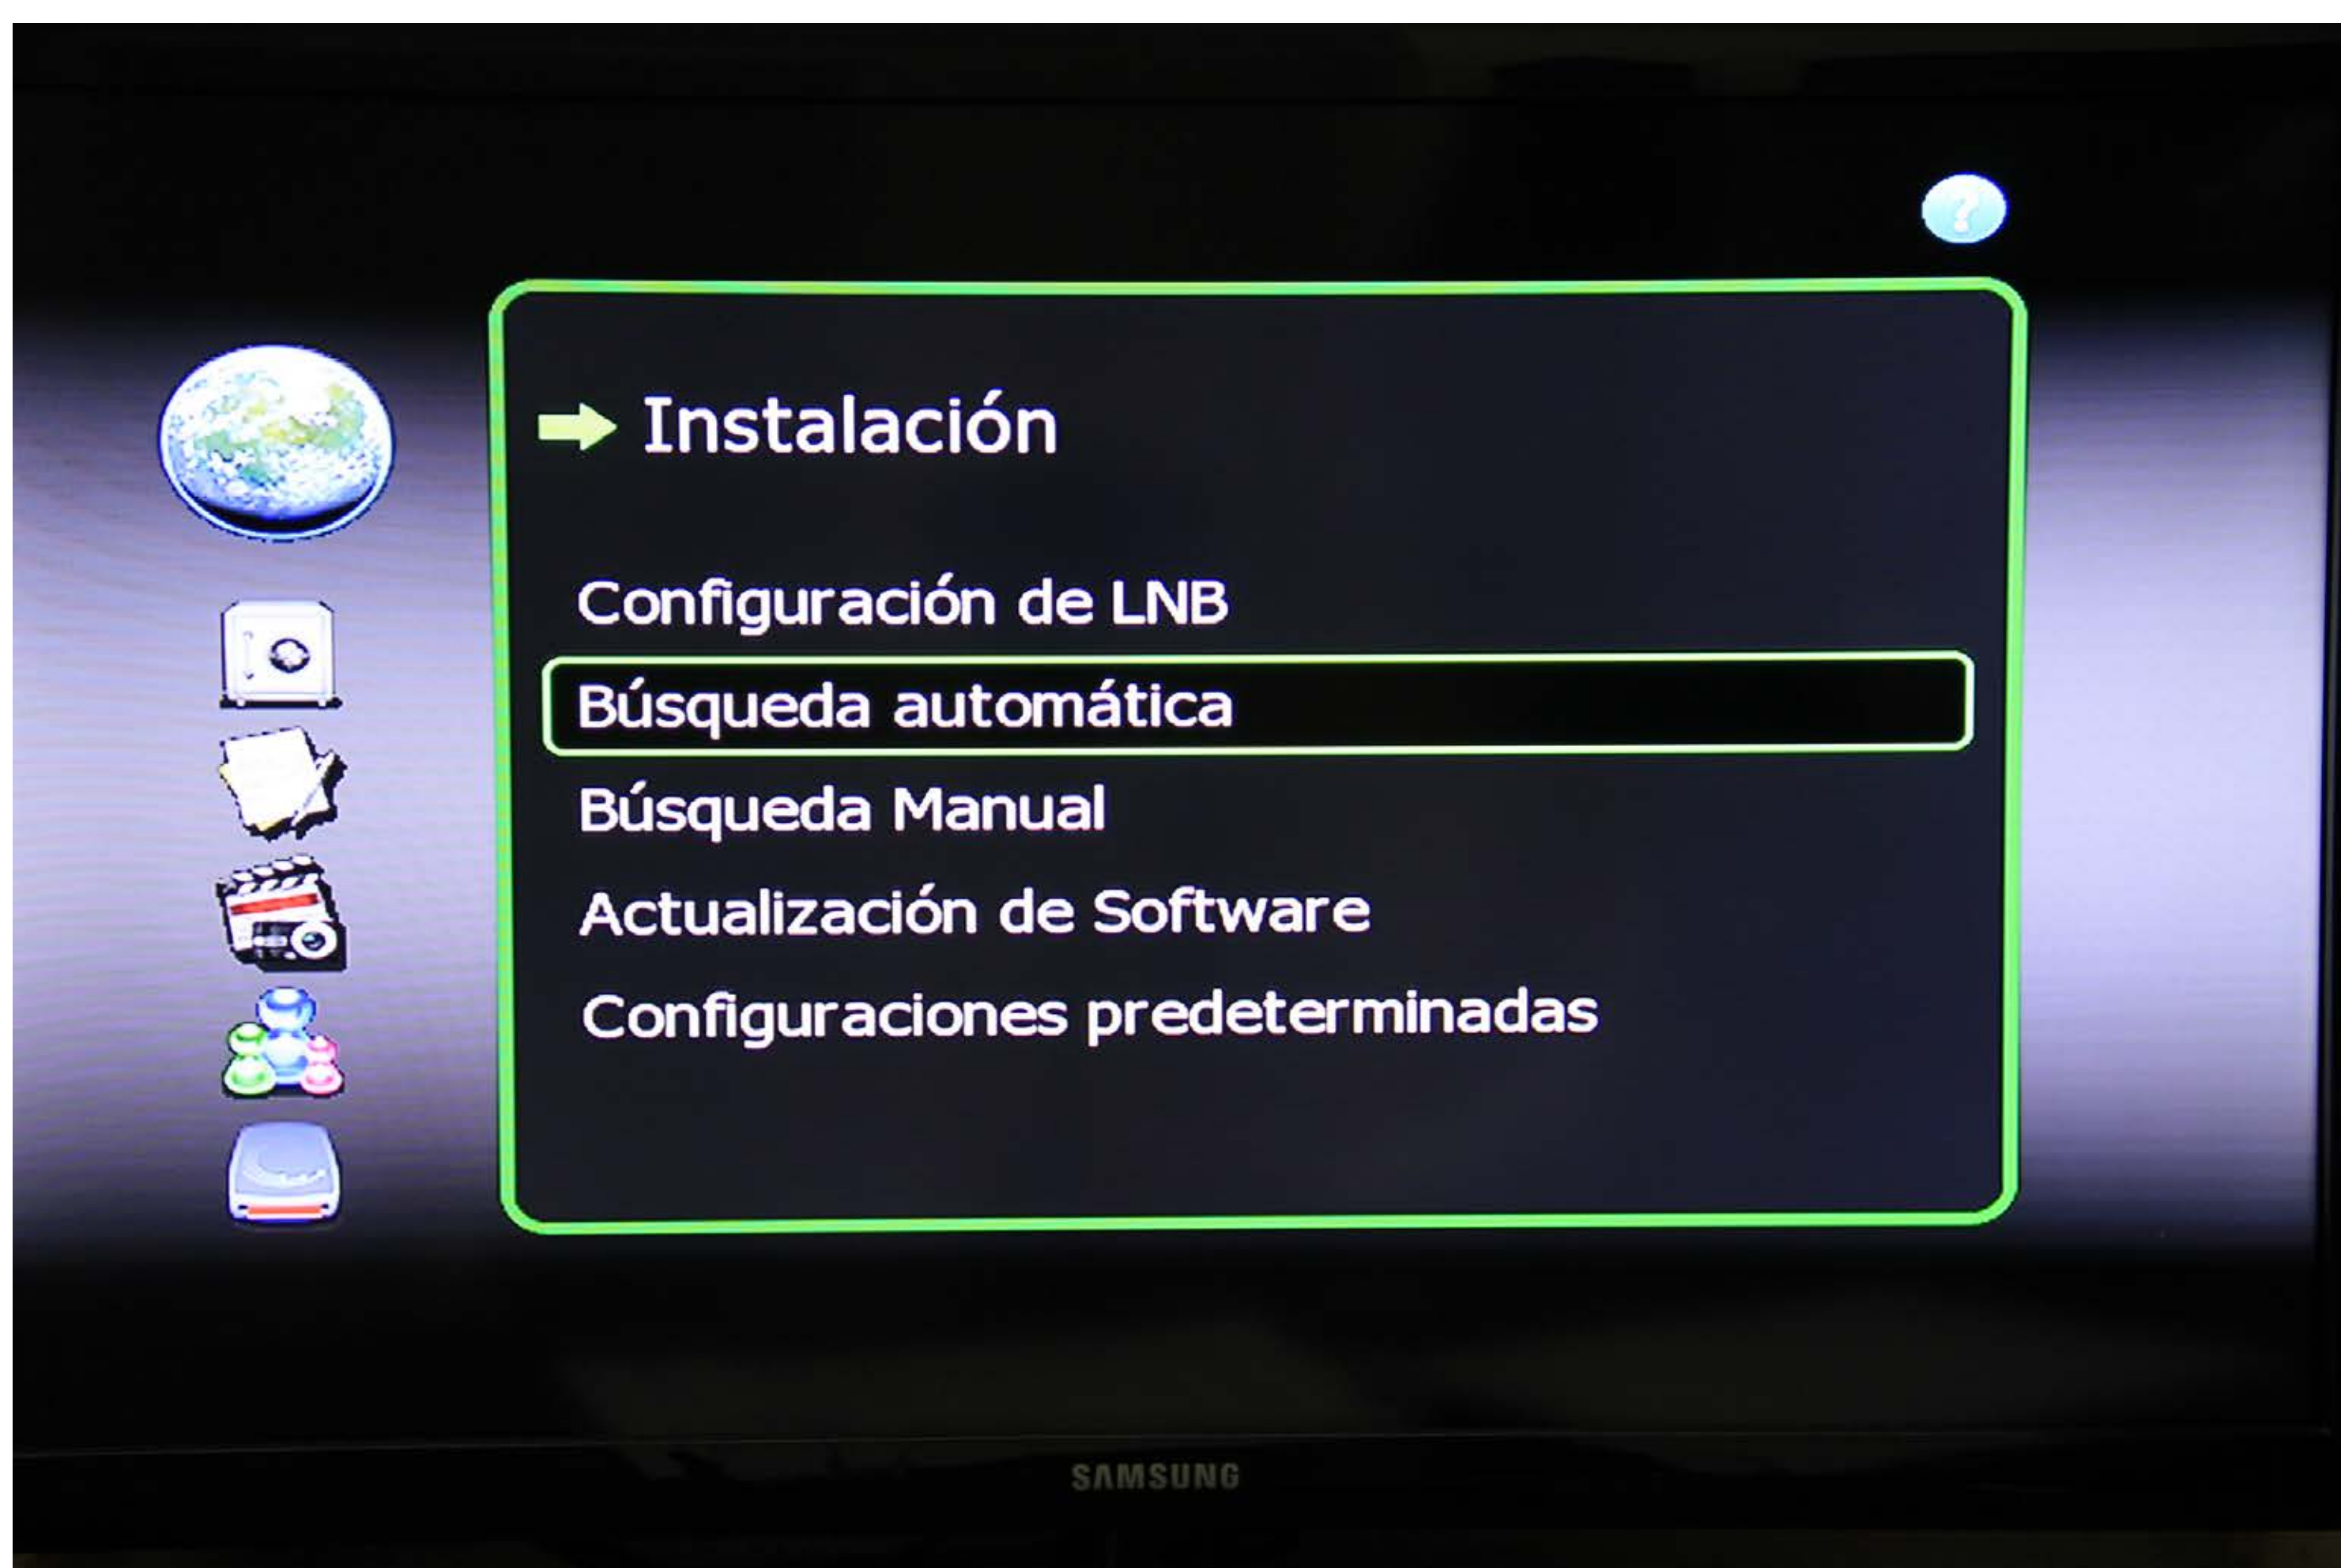 ?
Instalación
Configuración de LNB
Búsqueda automática
Búsqueda Manual
Actualización de Software
Configuraciones predeterminadas
SAMSUNG